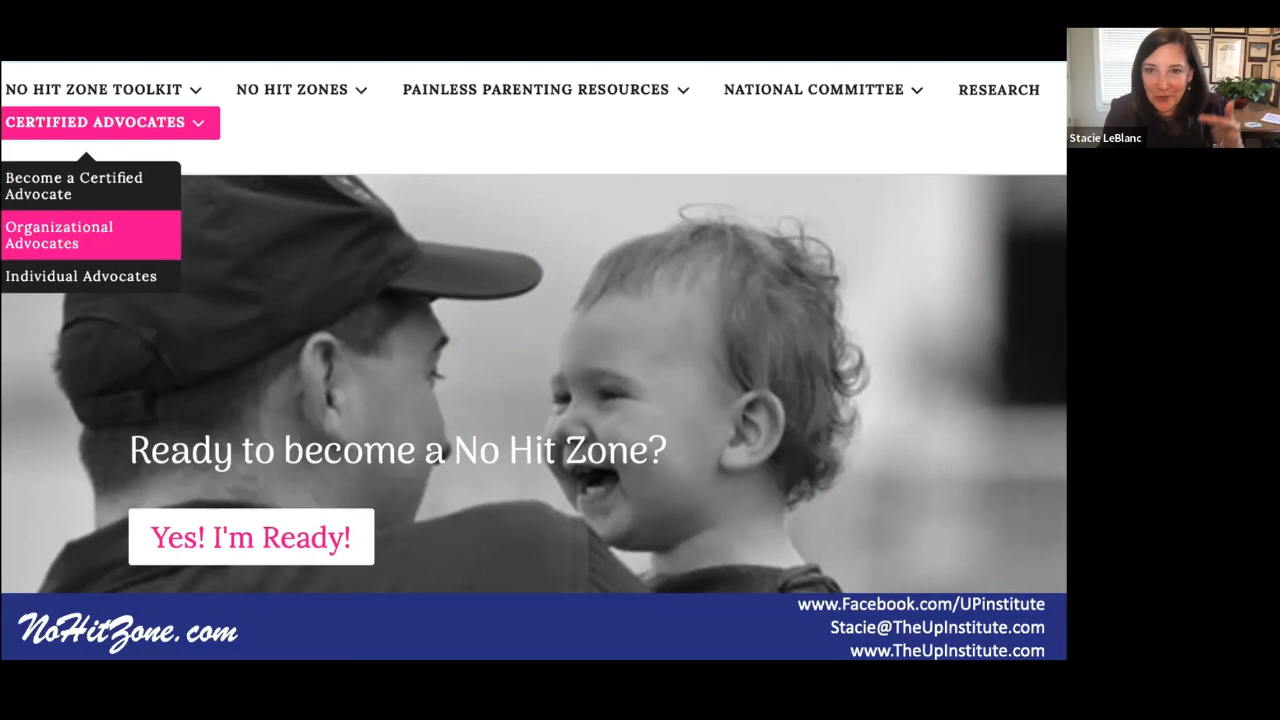 NO HIT ZONE TOOLKIT
NO HIT ZONES
PAINLESS PARENTING RESOURCES
NATIONAL COMMITTEE
RESEARCH
CERTIFIED ADVOCATES
Become a Certified
Advocate
Organizational
Advocates
Individual Advocates
Ready to become a No Hit Zone?
Yes! I'm Ready!
NoHitZone.com
www.Facebook.com/UPinstitute
Stacie@TheUpInstitute.com
www.TheUpInstitute.com
Stacie LeBlanc